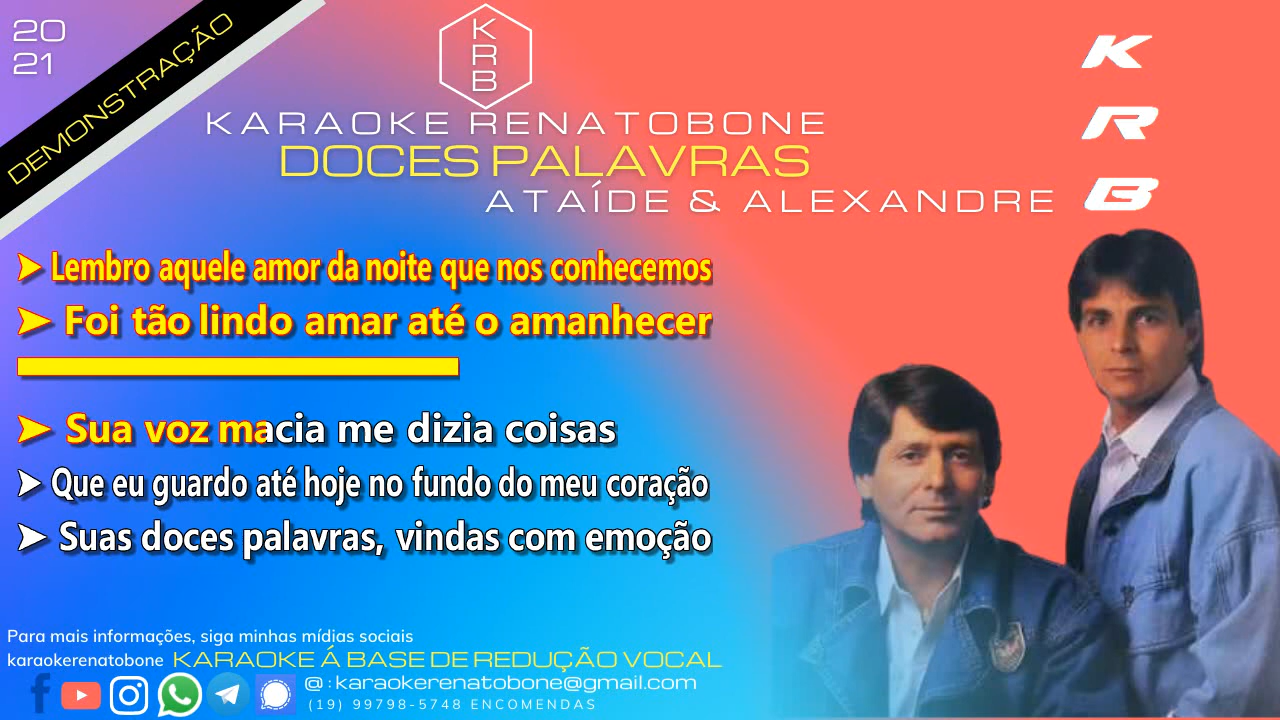 20
21
DEMONSTRAÇÃO
K
R
B
KARAOKE RENATOBONE
DOCES PALAVRAS
ATAÍDE & ALEXANDRE
K
R
B
➤ Lembro aquele amor da noite que nos conhecemos
➤ Foi tão lindo amar até o amanhecer
➤ Sua voz macia me dizia coisas
➤ Que eu guardo até hoje no fundo do meu coração
➤ Suas doces palavras, vindas com emoção
Para mais informações, siga minhas mídias sociais
karaokerenatobone KARAOKE Á BASE DE REDUÇÃO VOCAL
@:karaokerenatobone@gmail.com
(19) 99798-5748 ENCOMENDAS